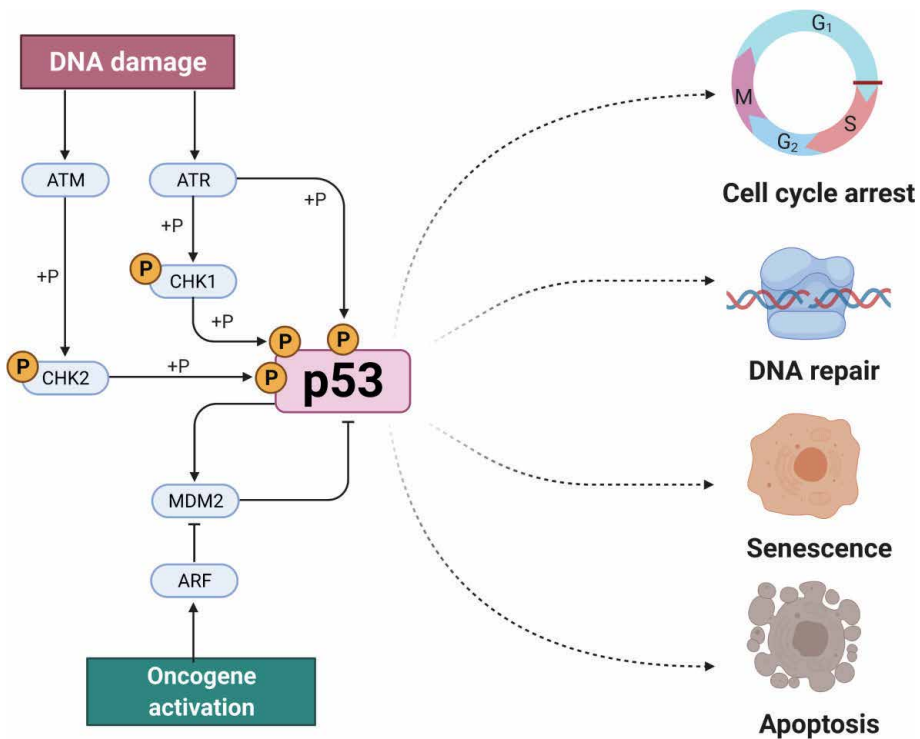 DNA damage
ATM
ATR
+P
+P
+P
P
CHK1
+P
P
CHK2
+P
P
P
P
p53
MDM2
ARF
Oncogene
activation
G₁
M
S
G₂
Cell cycle arrest
DNA repair
Senescence
Apoptosis